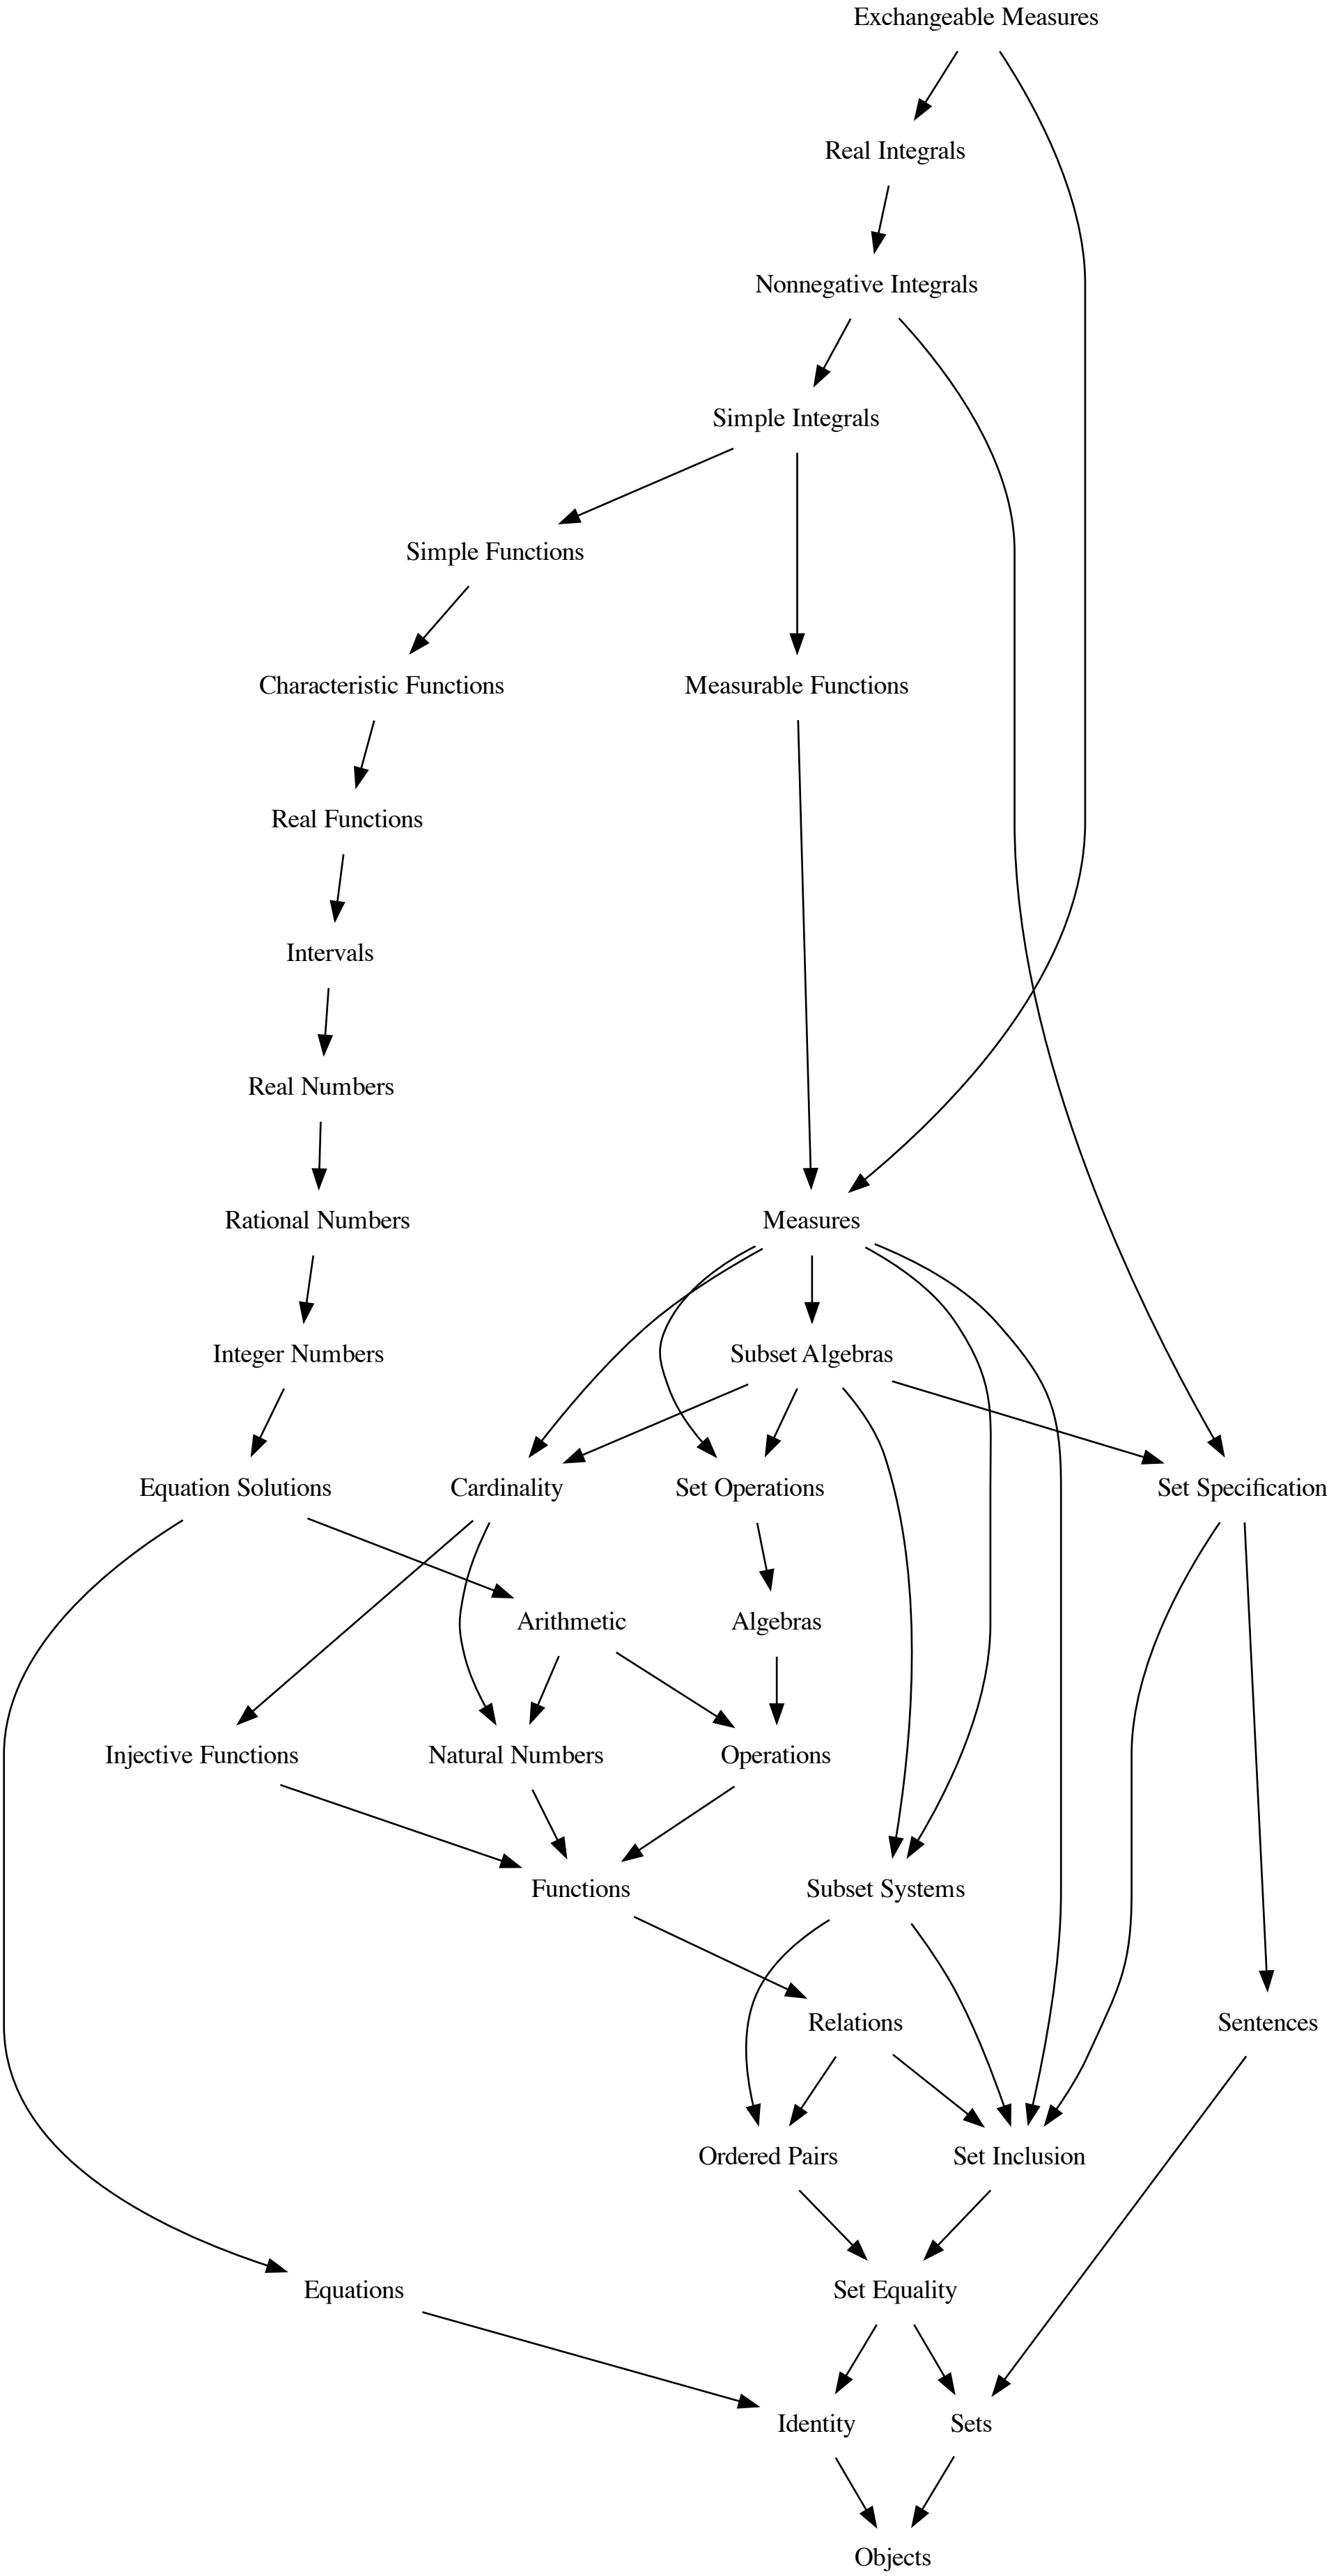 Exchangeable Measures
Real Integrals
Nonnegative Integrals
Simple Integrals
Simple Functions
Characteristic Functions
Measurable Functions
Real Functions
Intervals
Real Numbers
Rational Numbers
Measures
Integer Numbers
Subset Algebras
Equation Solutions
Cardinality
Set Operations
Set Specification
Arithmetic
Algebras
Injective Functions
Natural Numbers
Operations
Functions
Subset Systems
Relations
Sentences
Ordered Pairs
Set Inclusion
Equations
Set Equality
Identity
Sets
Objects